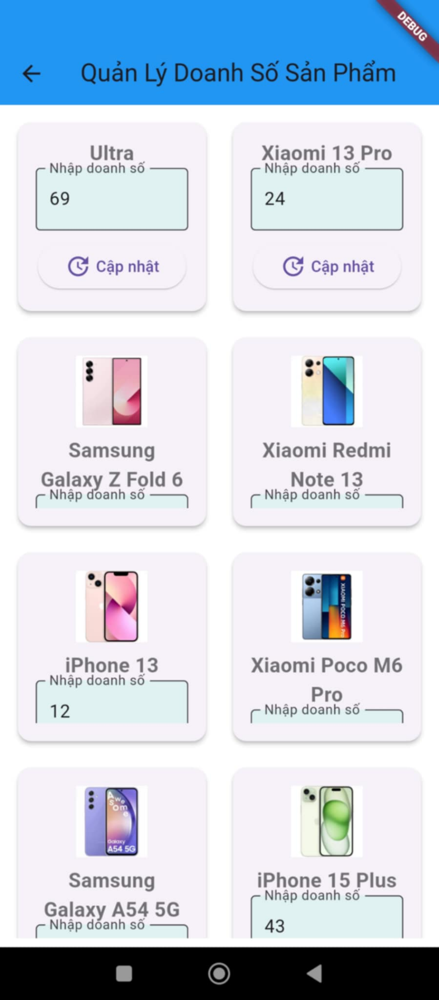 DEBUG
Quản Lý Doanh Số Sản Phẩm
Ultra
Nhập doanh số
69
Cập nhật
Xiaomi 13 Pro
Nhập doanh số
24
Cập nhật
Samsung
Galaxy Z Fold 6
Nhập doanh số
Xiaomi Redmi
Note 13
Nhập doanh số
iPhone 13
Nhập doanh số
12
XIAOMI POCO M6 Pro
Xiaomi Poco M6
Pro
Nhập doanh số
Awesome
Galaxy
A54 5G
Samsung
Galaxy A54 5G
Nhập doanh số
iPhone 15 Plus
Nhập doanh số
43